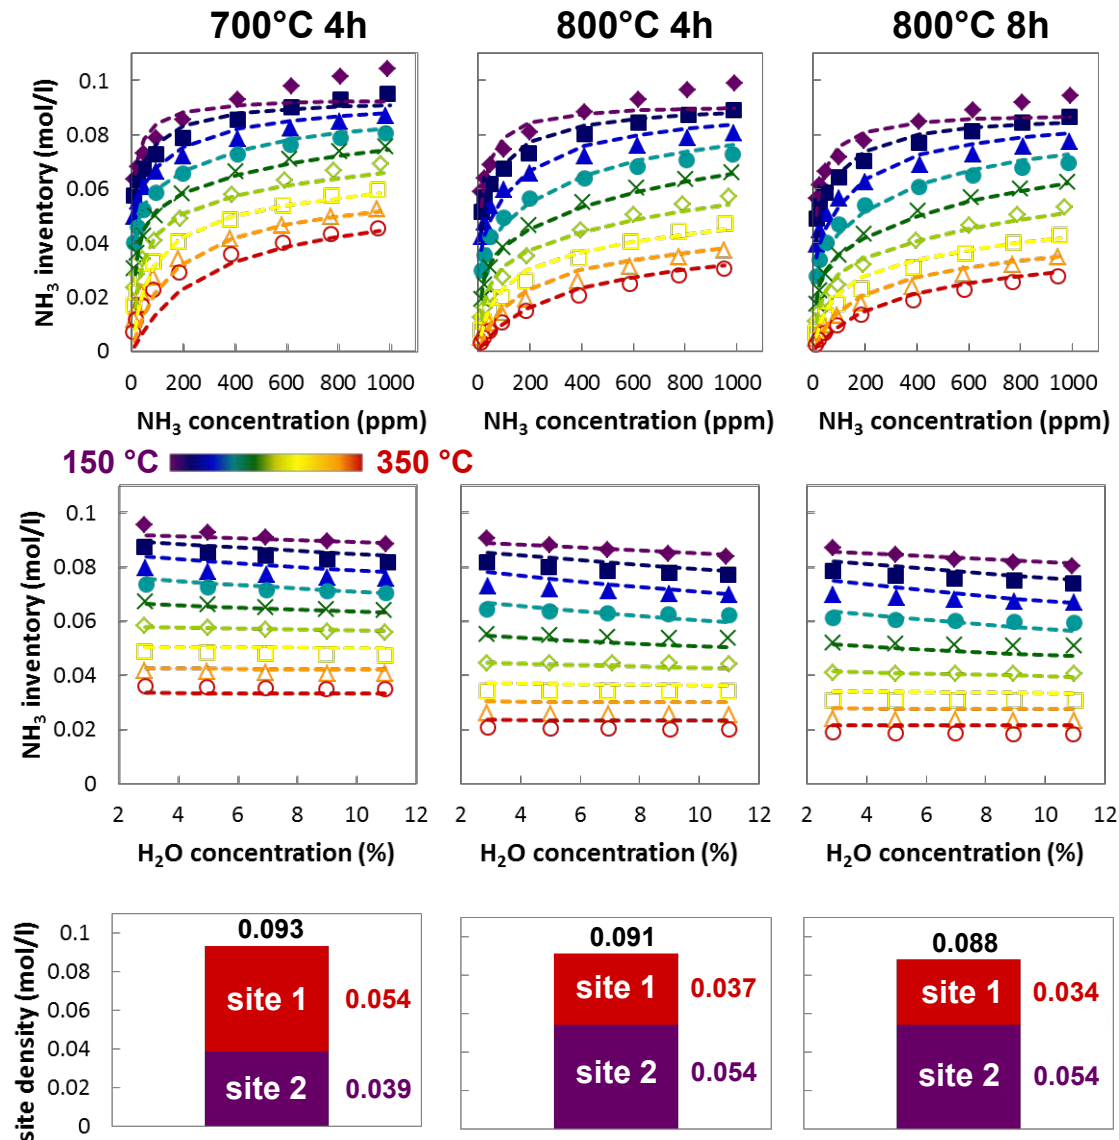 700°C 4h 800°C 4h 800°C 8h
NH₃ inventory (mol/l)
0.1
0.08
0.06
0.04
0.02
0
0 200 400 600 800 1000
0 200 400 600 800 1000
0 200 400 600 800 1000
NH₃ concentration (ppm) NH₃ concentration (ppm) NH₃ concentration (ppm)
150 °C 350 °C
NH₃ inventory (mol/l)
0.1
0.08
0.06
0.04
0.02
0
2 4 6 8 10 12
2 4 6 8 10 12
2 4 6 8 10 12
H₂O concentration (%) H₂O concentration (%) H₂O concentration (%)
site density (mol/l)
0.1
0.08
0.06
0.04
0.02
0
0.093
site 1 0.054
site 2 0.039
0.091
site 1 0.037
site 2 0.054
0.088
site 1 0.034
site 2 0.054